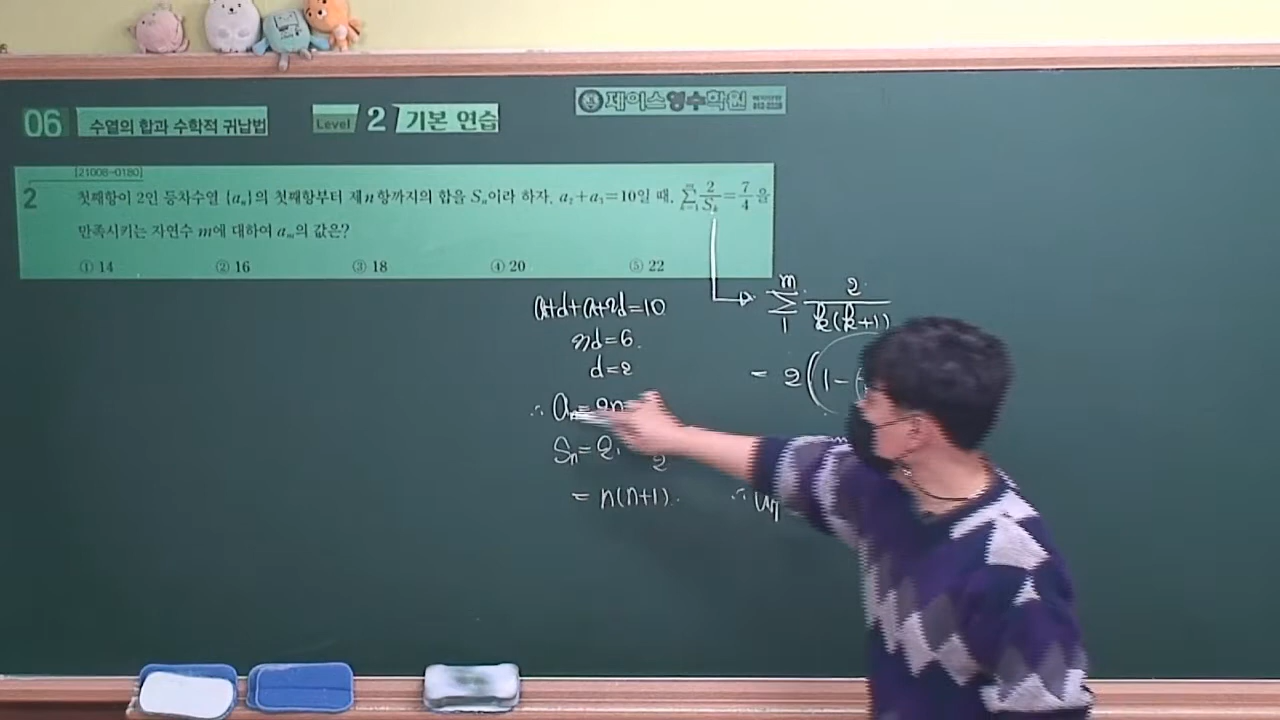 06 수열의 합과 수학적 귀납법 Level 2 기본 연습
제이스영수학원
[21008-0180]
2 첫째항이 2인 등차수열 {aₙ}의 첫째항부터 제n항까지의 합을 Sₙ이라 하자. a₂+a₃=10일 때, ∑ₖ₌₁ᵐ 2/Sₖ = 7/4 을
만족시키는 자연수 m에 대하여 aₘ의 값은?
① 14 ② 16 ③ 18 ④ 20 ⑤ 22
a+d+a+2d=10
3d=6.
d=2
∴ aₙ=2n
Sₙ=2· 2
= n(n+1).
m
∑ 2/k(k+1)
1
= 2(1-(
∴